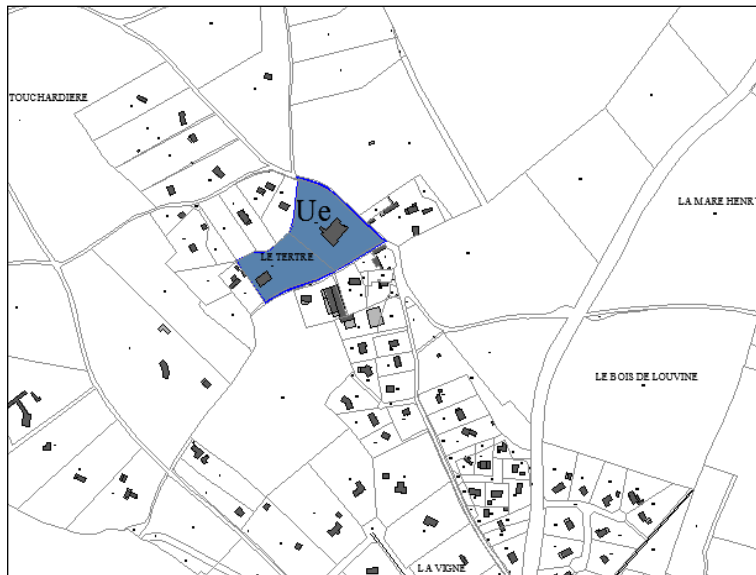 TOUCHARDIERE
LA MARE HENR
Ue
LE TERTRE
LE BOIS DE LOUVINE
LA VIGNE